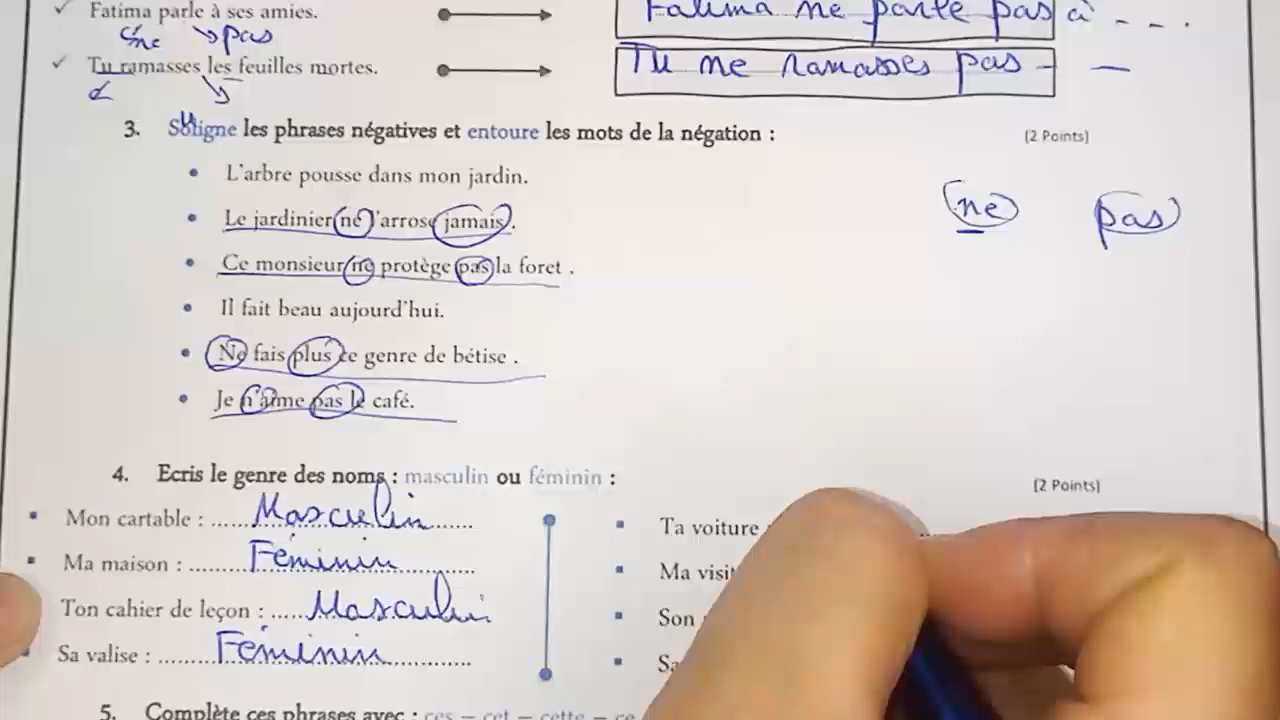 Fatima parle à ses amies.
Fatima ne parle pas à - - - .
ne pas
Tu ramasses les feuilles mortes.
Tu ne ramasses pas - —
3. Souligne les phrases négatives et entoure les mots de la négation : [2 Points]
• L'arbre pousse dans mon jardin.
ne pas
• Le jardinier ne l'arrose jamais.
• Ce monsieur ne protège pas la foret .
• Il fait beau aujourd'hui.
• Ne fais plus ce genre de bétise .
• Je n'aime pas le café.
4. Ecris le genre des noms : masculin ou féminin : [2 Points]
Mon cartable : ...... Masculin ......
Ta voiture
Ma maison : ......... Féminin ............
Ma visit
Ton cahier de leçon : ..... Masculin
Son
Sa valise : ......... Féminin ............
Sa
5. Complète ces phrases avec : ces – cet – cette – ce